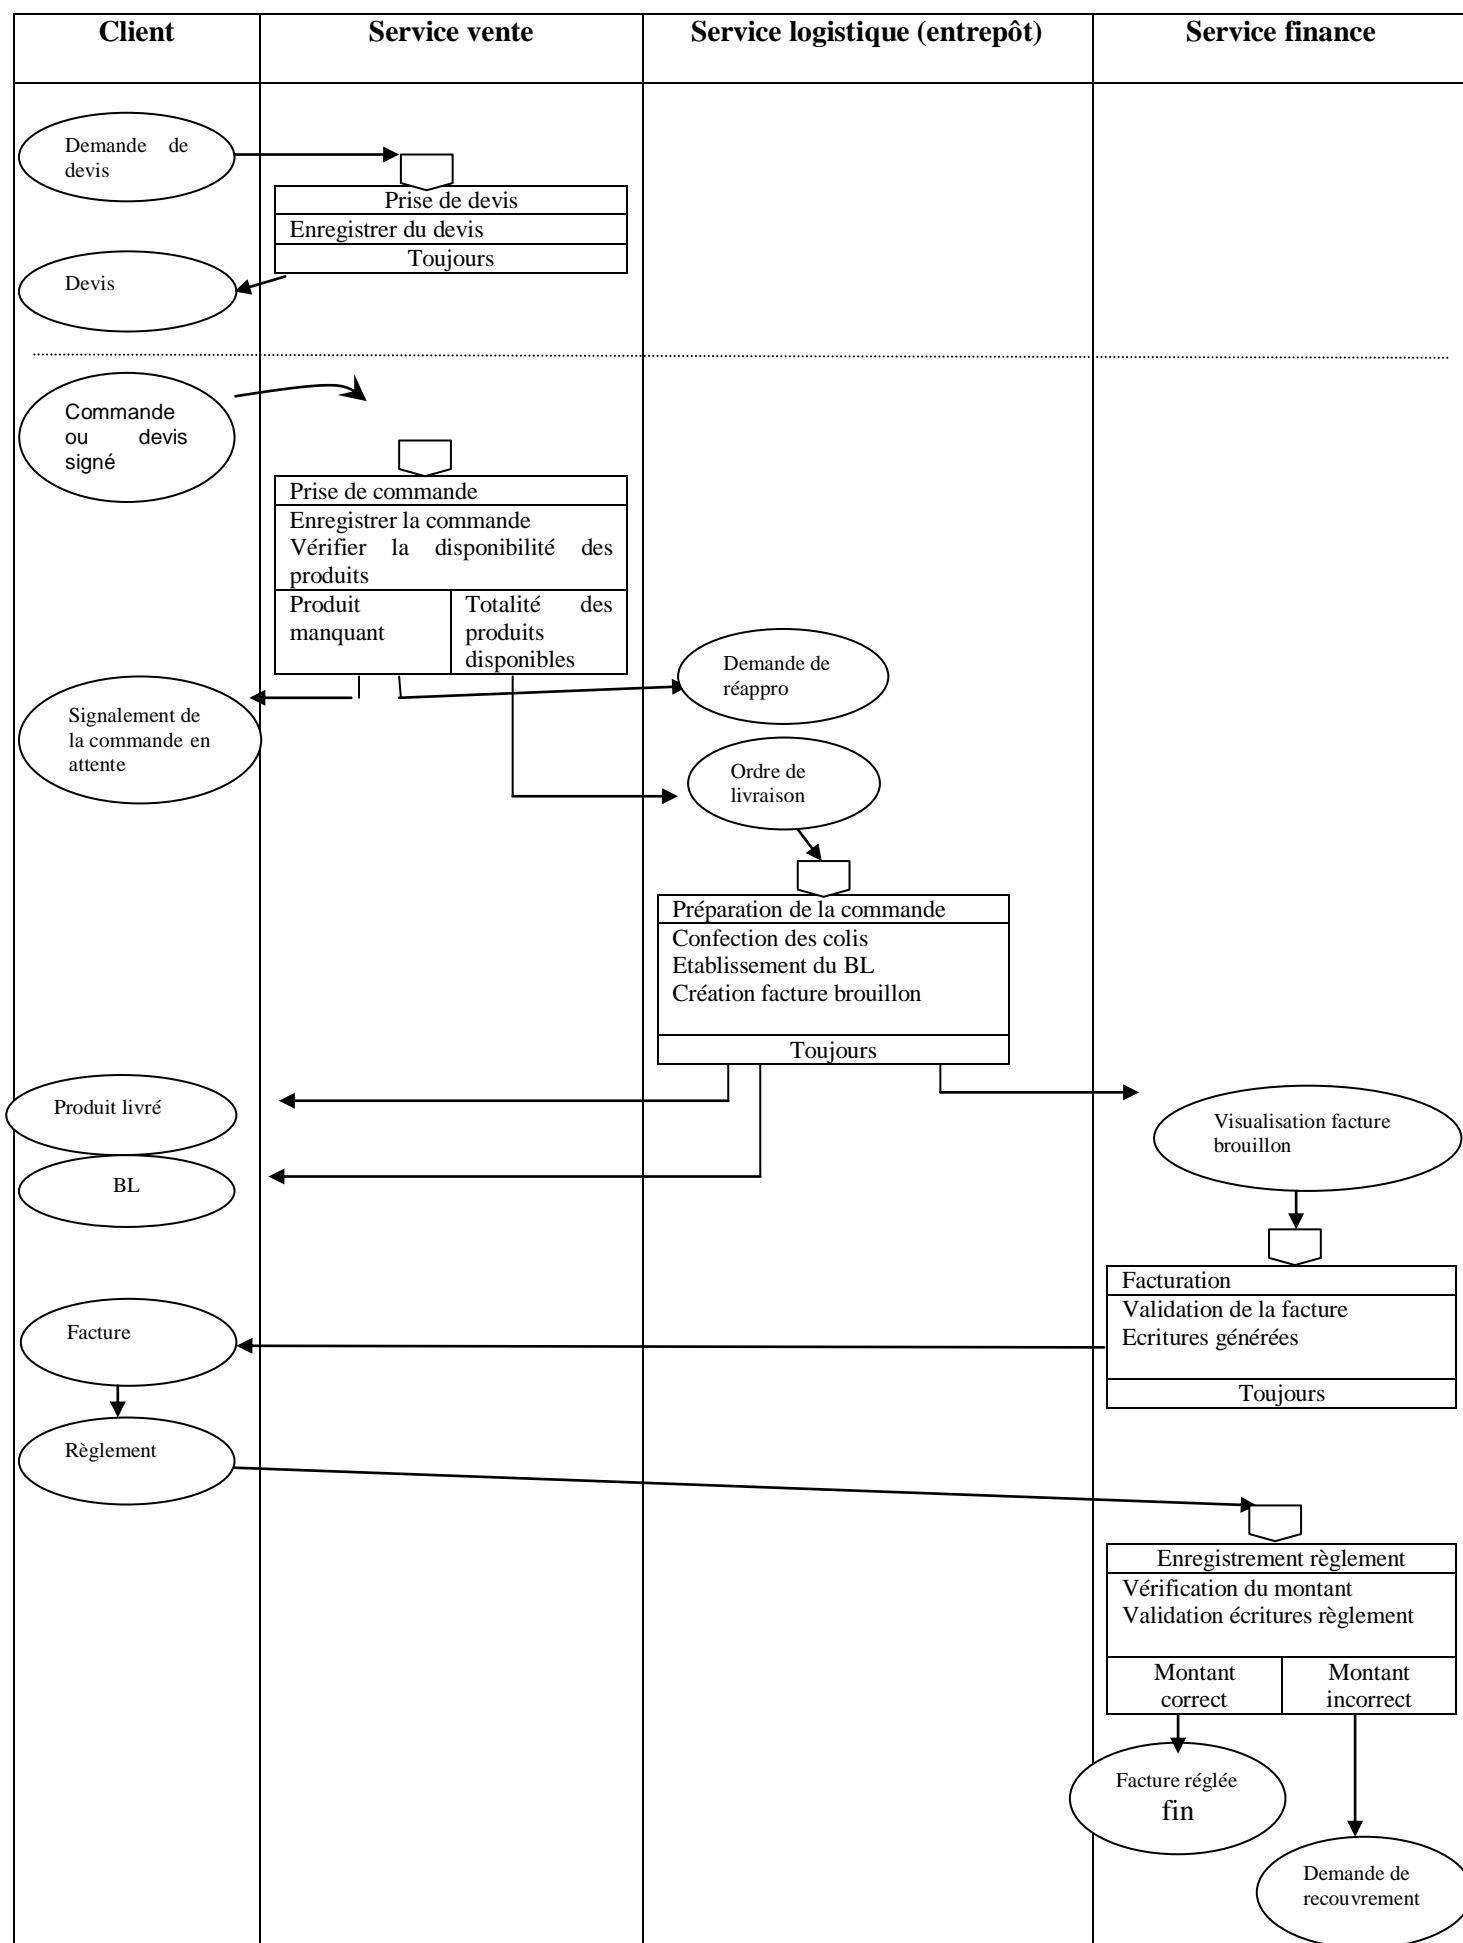 Client
Service vente
Service logistique (entrepôt)
Service finance
Demande de
devis
Prise de devis
Enregistrer du devis
Toujours
Devis
Commande
ou devis
signé
Prise de commande
Enregistrer la commande
Vérifier la disponibilité des
produits
Produit
manquant
Totalité des
produits
disponibles
Demande de
réappro
Signalement de
la commande en
attente
Ordre de
livraison
Préparation de la commande
Confection des colis
Etablissement du BL
Création facture brouillon
Toujours
Produit livré
Visualisation facture
brouillon
BL
Facturation
Validation de la facture
Ecritures générées
Toujours
Facture
Règlement
Enregistrement règlement
Vérification du montant
Validation écritures règlement
Montant
correct
Montant
incorrect
Facture réglée
fin
Demande de
recouvrement